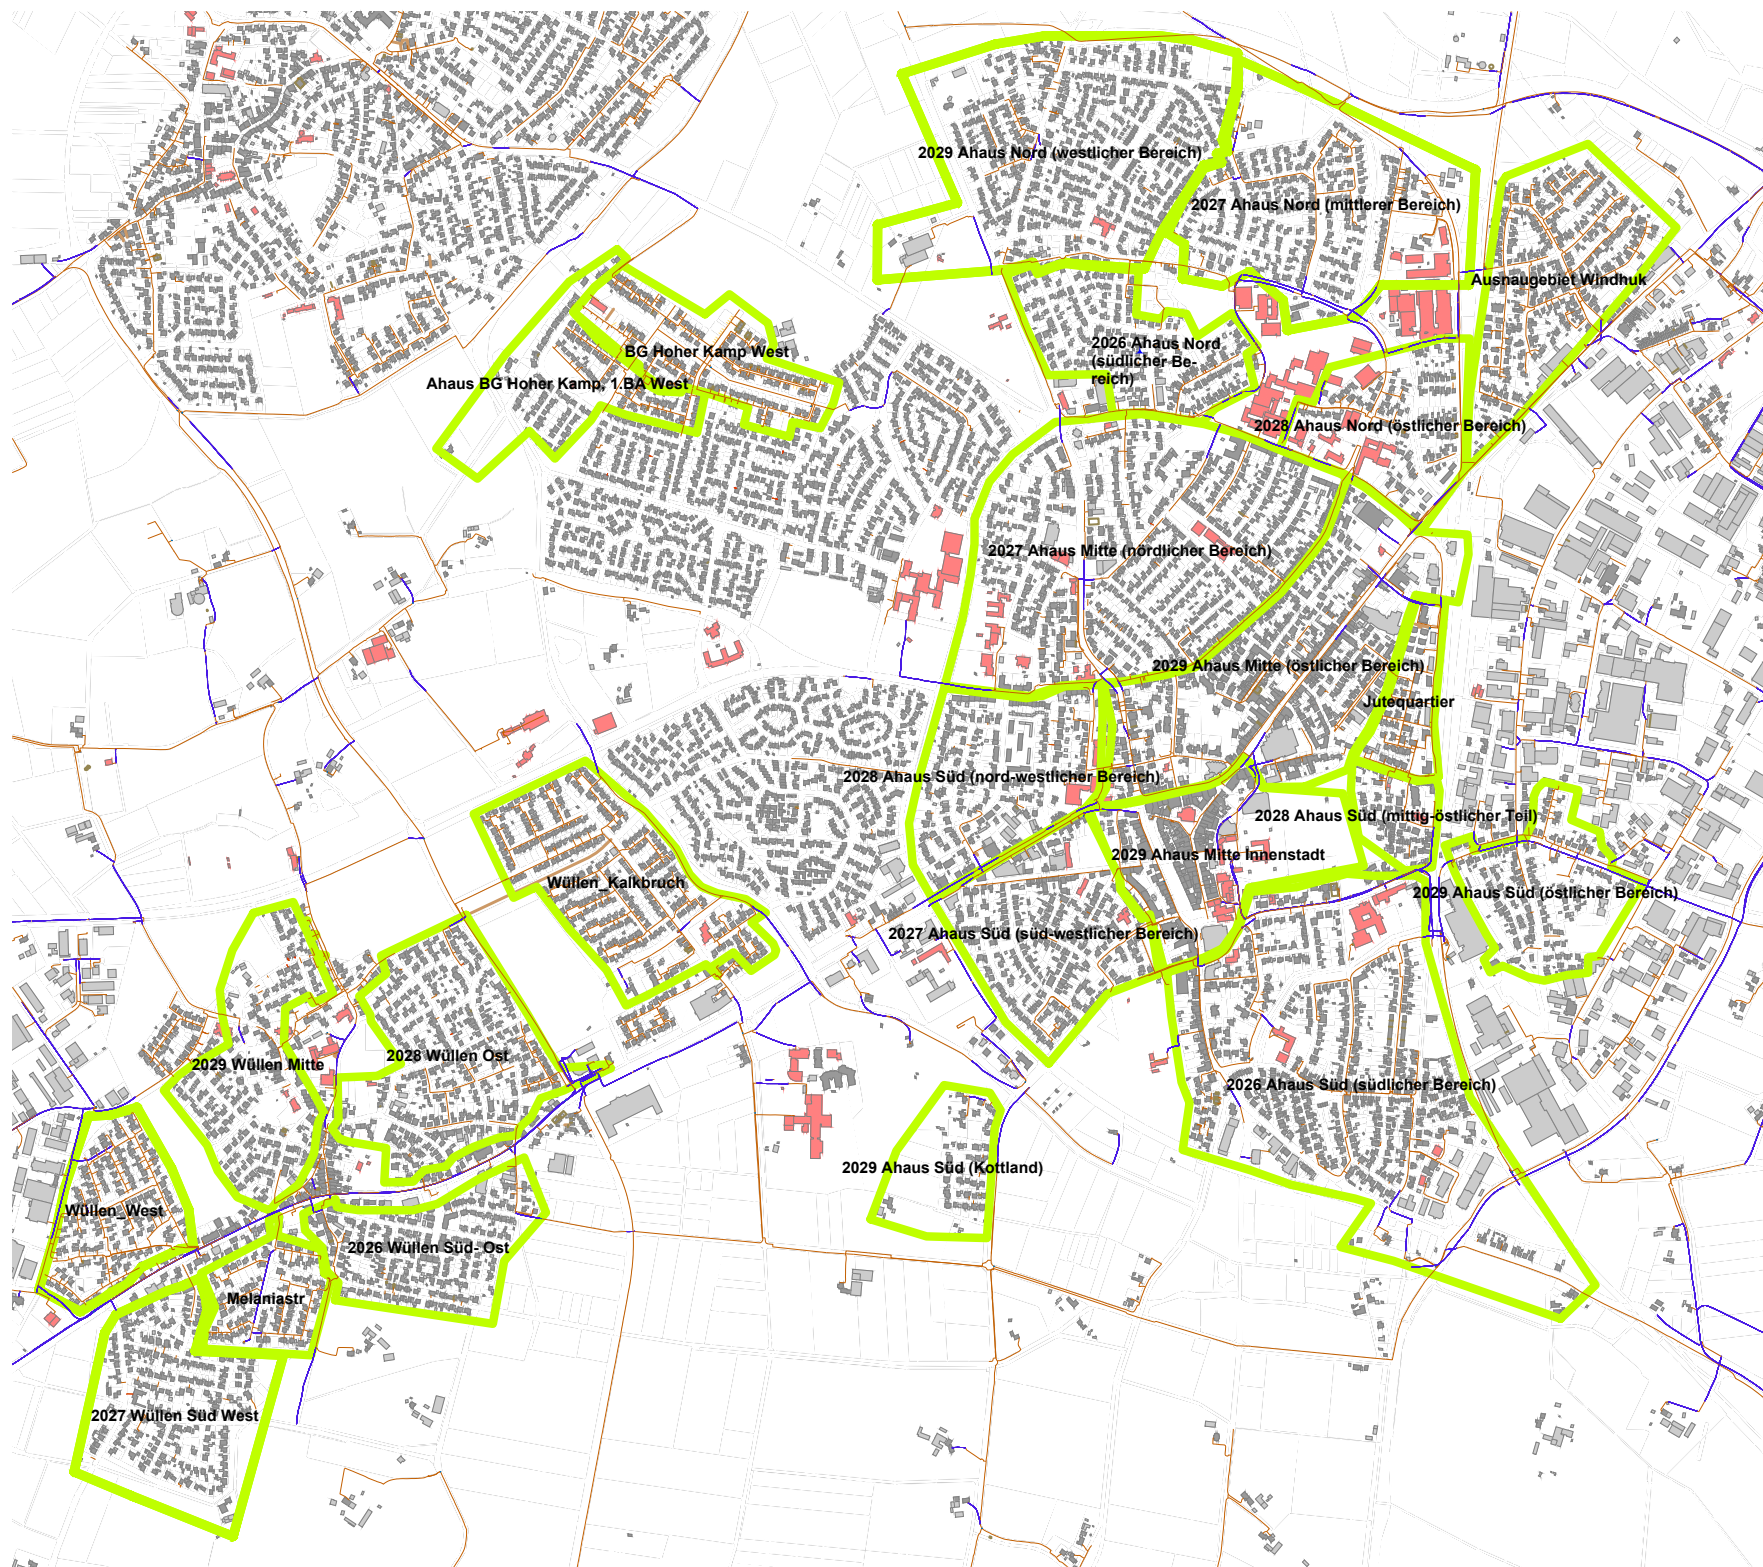 2029 Ahaus Nord (westlicher Bereich)
2027 Ahaus Nord (mittlerer Bereich)
Ausnaugebiet Windhuk
2026 Ahaus Nord
(südlicher Be-
reich)
BG Hoher Kamp West
Ahaus BG Hoher Kamp, 1.BA West
2028 Ahaus Nord (östlicher Bereich)
2027 Ahaus Mitte (nördlicher Bereich)
2029 Ahaus Mitte (östlicher Bereich)
Jutequartier
2028 Ahaus Süd (nord-westlicher Bereich)
2028 Ahaus Süd (mittig-östlicher Teil)
2029 Ahaus Mitte Innenstadt
Wüllen_Kalkbruch
2029 Ahaus Süd (östlicher Bereich)
2027 Ahaus Süd (süd-westlicher Bereich)
2028 Wüllen Ost
2029 Wüllen Mitte
2026 Ahaus Süd (südlicher Bereich)
2029 Ahaus Süd (Kottland)
Wüllen_West
2026 Wüllen Süd- Ost
Melaniastr
2027 Wüllen Süd West